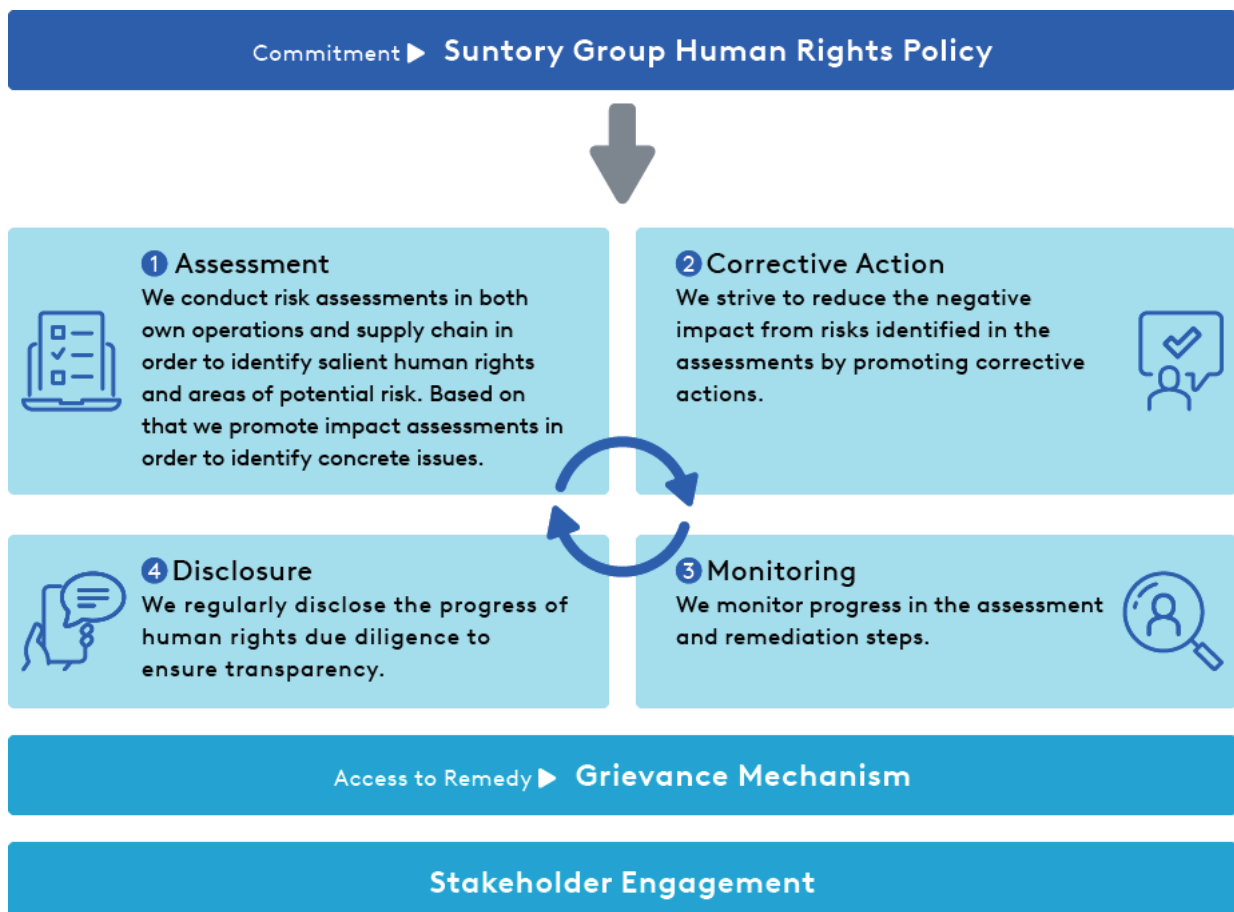 Commitment ▶ Suntory Group Human Rights Policy
1 Assessment
We conduct risk assessments in both
own operations and supply chain in
order to identify salient human rights
and areas of potential risk. Based on
that we promote impact assessments in
order to identify concrete issues.
2 Corrective Action
We strive to reduce the negative
impact from risks identified in the
assessments by promoting corrective
actions.
4 Disclosure
We regularly disclose the progress of
human rights due diligence to
ensure transparency.
3 Monitoring
We monitor progress in the assessment
and remediation steps.
Access to Remedy ▶ Grievance Mechanism
Stakeholder Engagement